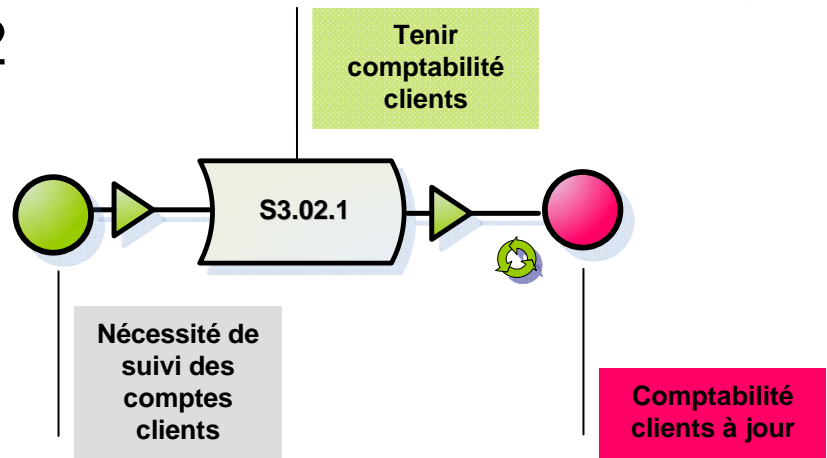 2
Tenir
comptabilité
clients
S3.02.1
Nécessité de
suivi des
comptes
clients
Comptabilité
clients à jour